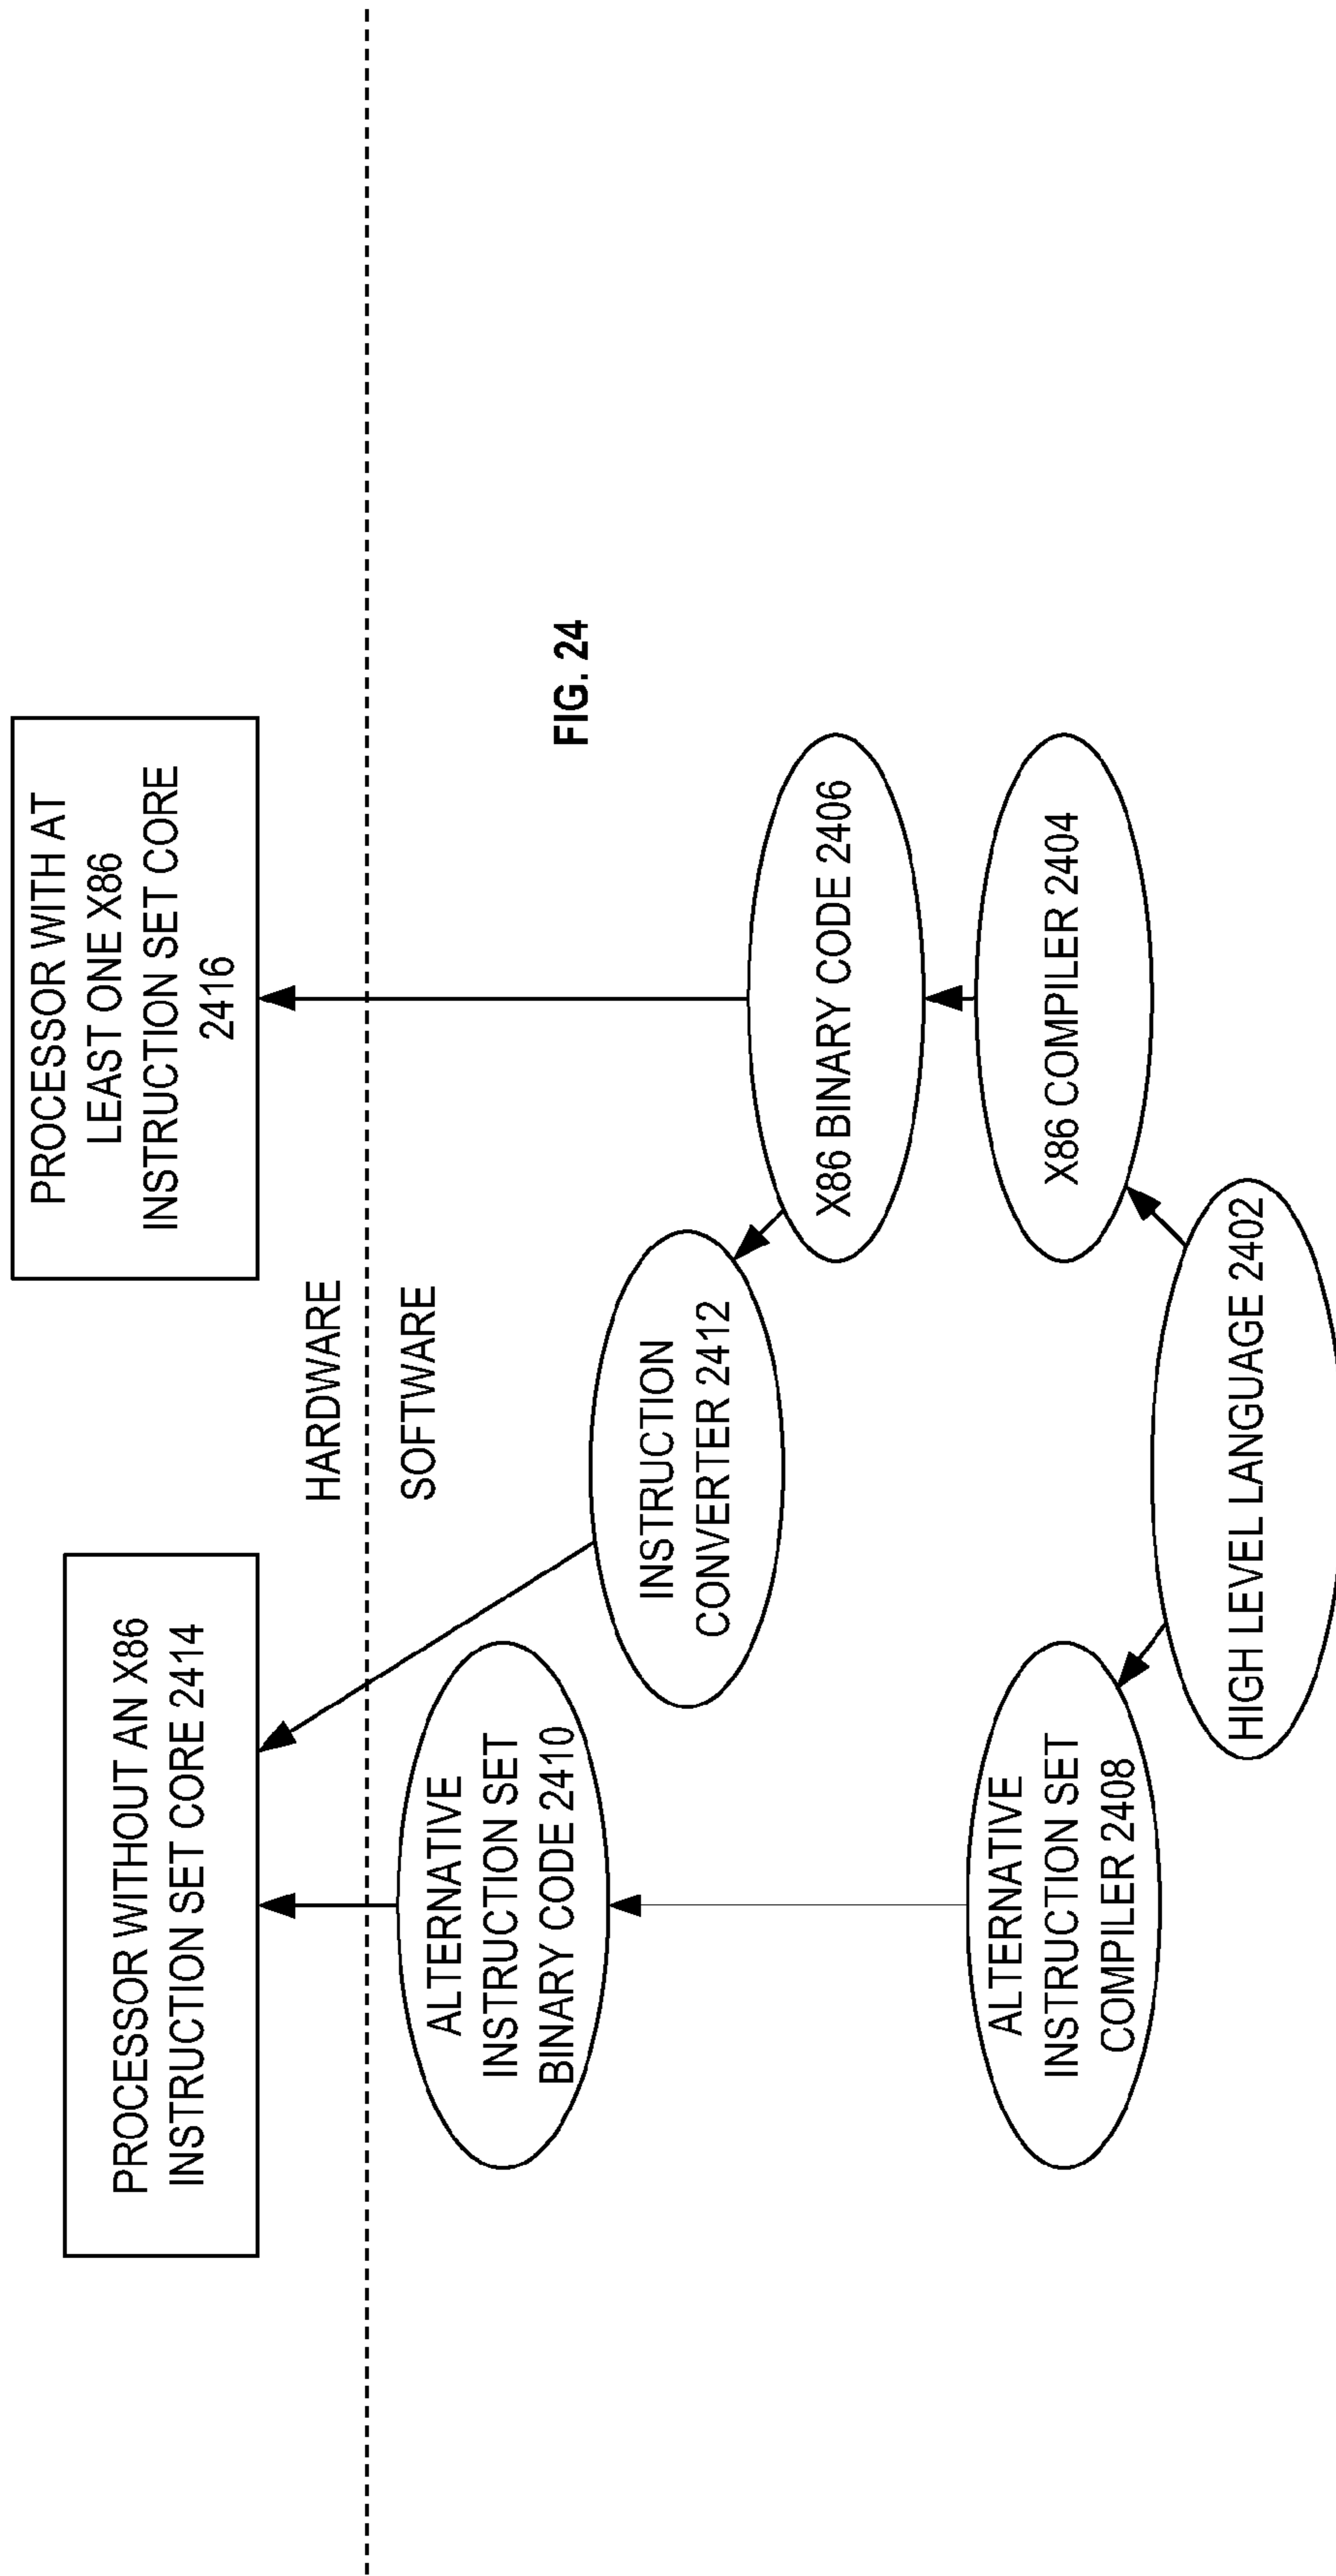 PROCESSOR WITHOUT AN X86
INSTRUCTION SET CORE 2414
PROCESSOR WITH AT
LEAST ONE X86
INSTRUCTION SET CORE
2416
HARDWARE
SOFTWARE
ALTERNATIVE
INSTRUCTION SET
BINARY CODE 2410
INSTRUCTION
CONVERTER 2412
FIG. 24
X86 BINARY CODE 2406
ALTERNATIVE
INSTRUCTION SET
COMPILER 2408
X86 COMPILER 2404
HIGH LEVEL LANGUAGE 2402